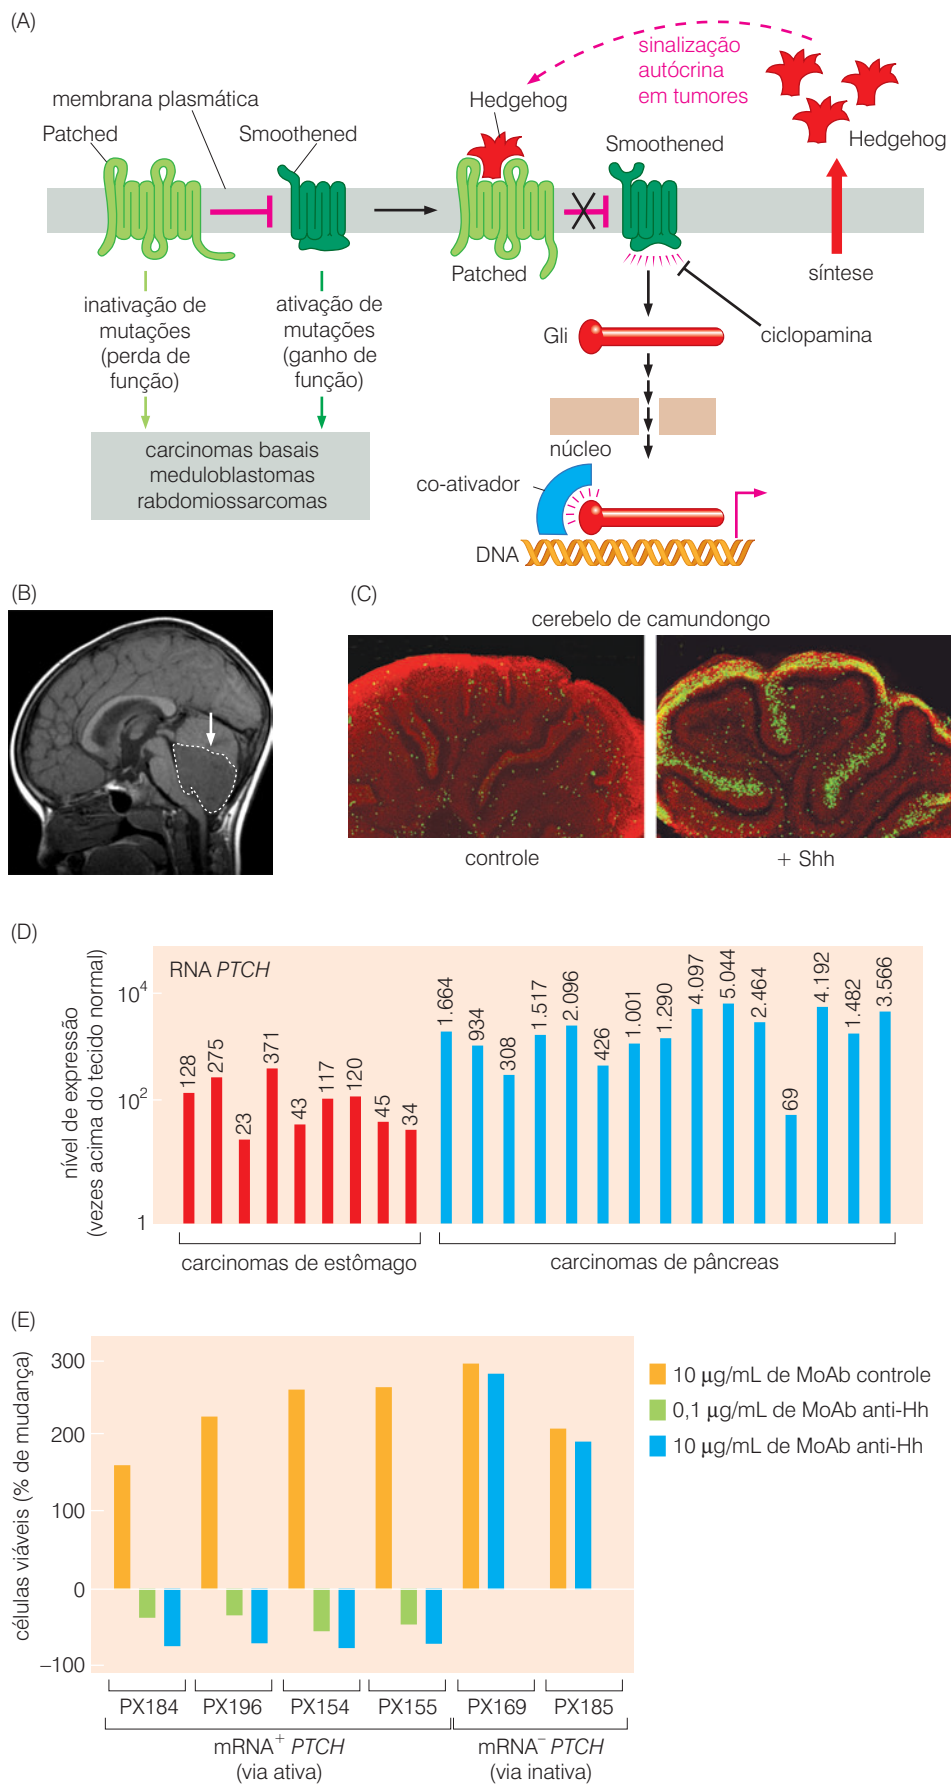 (A)
sinalização
autócrina
em tumores
membrana plasmática
Hedgehog
Patched
Smoothened
Smoothened
Hedgehog
Patched
síntese
inativação de
mutações
(perda de
função)
ativação de
mutações
(ganho de
função)
Gli
ciclopamina
carcinomas basais
meduloblastomas
rabdomiossarcomas
núcleo
co-ativador
DNA
(B)
(C)
cerebelo de camundongo
controle
+ Shh
(D)
RNA PTCH
nível de expressão
(vezes acima do tecido normal)
10⁴
10²
1
128
275
23
371
43
117
120
45
34
1.664
934
308
1.517
2.096
426
1.001
1.290
4.097
5.044
2.464
69
4.192
1.482
3.566
carcinomas de estômago
carcinomas de pâncreas
(E)
células viáveis (% de mudança)
300
200
100
0
–100
10 µg/mL de MoAb controle
0,1 µg/mL de MoAb anti-Hh
10 µg/mL de MoAb anti-Hh
PX184
PX196
PX154
PX155
PX169
PX185
mRNA⁺ PTCH
(via ativa)
mRNA⁻ PTCH
(via inativa)